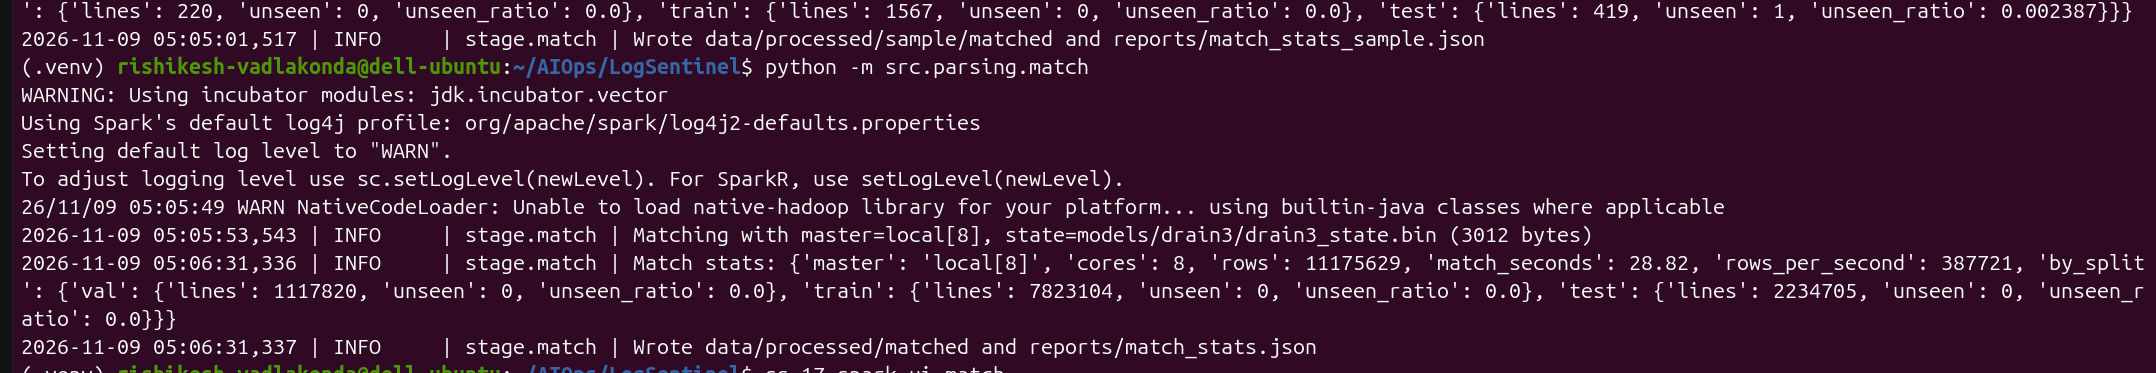 ': {'lines': 220, 'unseen': 0, 'unseen_ratio': 0.0}, 'train': {'lines': 1567, 'unseen': 0, 'unseen_ratio': 0.0}, 'test': {'lines': 419, 'unseen': 1, 'unseen_ratio': 0.002387}}}
2026-11-09 05:05:01,517 | INFO     | stage.match | Wrote data/processed/sample/matched and reports/match_stats_sample.json
(.venv) rishikesh-vadlakonda@dell-ubuntu:~/AIOps/LogSentinel$ python -m src.parsing.match
WARNING: Using incubator modules: jdk.incubator.vector
Using Spark's default log4j profile: org/apache/spark/log4j2-defaults.properties
Setting default log level to "WARN".
To adjust logging level use sc.setLogLevel(newLevel). For SparkR, use setLogLevel(newLevel).
26/11/09 05:05:49 WARN NativeCodeLoader: Unable to load native-hadoop library for your platform... using builtin-java classes where applicable
2026-11-09 05:05:53,543 | INFO     | stage.match | Matching with master=local[8], state=models/drain3/drain3_state.bin (3012 bytes)
2026-11-09 05:06:31,336 | INFO     | stage.match | Match stats: {'master': 'local[8]', 'cores': 8, 'rows': 11175629, 'match_seconds': 28.82, 'rows_per_second': 387721, 'by_split
': {'val': {'lines': 1117820, 'unseen': 0, 'unseen_ratio': 0.0}, 'train': {'lines': 7823104, 'unseen': 0, 'unseen_ratio': 0.0}, 'test': {'lines': 2234705, 'unseen': 0, 'unseen_r
atio': 0.0}}}
2026-11-09 05:06:31,337 | INFO     | stage.match | Wrote data/processed/matched and reports/match_stats.json
(.venv) rishikesh-vadlakonda@dell-ubuntu:~/AIOps/LogSentinel$